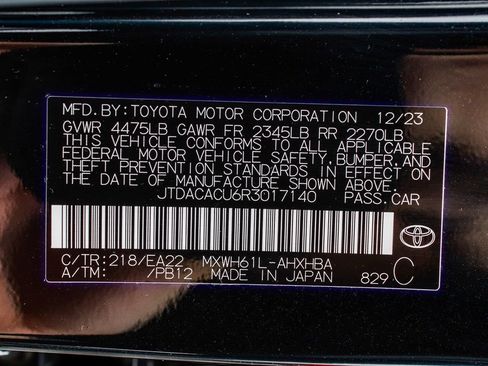 MFD. BY: TOYOTA MOTOR CORPORATION 12/23
GVWR 4475LB GAWR FR 2345LB RR 2270LB
THIS VEHICLE CONFORMS TO ALL APPLICABLE
FEDERAL MOTOR VEHICLE SAFETY, BUMPER, AND
THEFT PREVENTION STANDARDS IN EFFECT ON
THE DATE OF MANUFACTURE SHOWN ABOVE.
JTDACACU6R3017140 PASS. CAR
C/TR: 218/EA22 MXWH61L-AHXHBA
A/TM: /PB12 MADE IN JAPAN 829 C